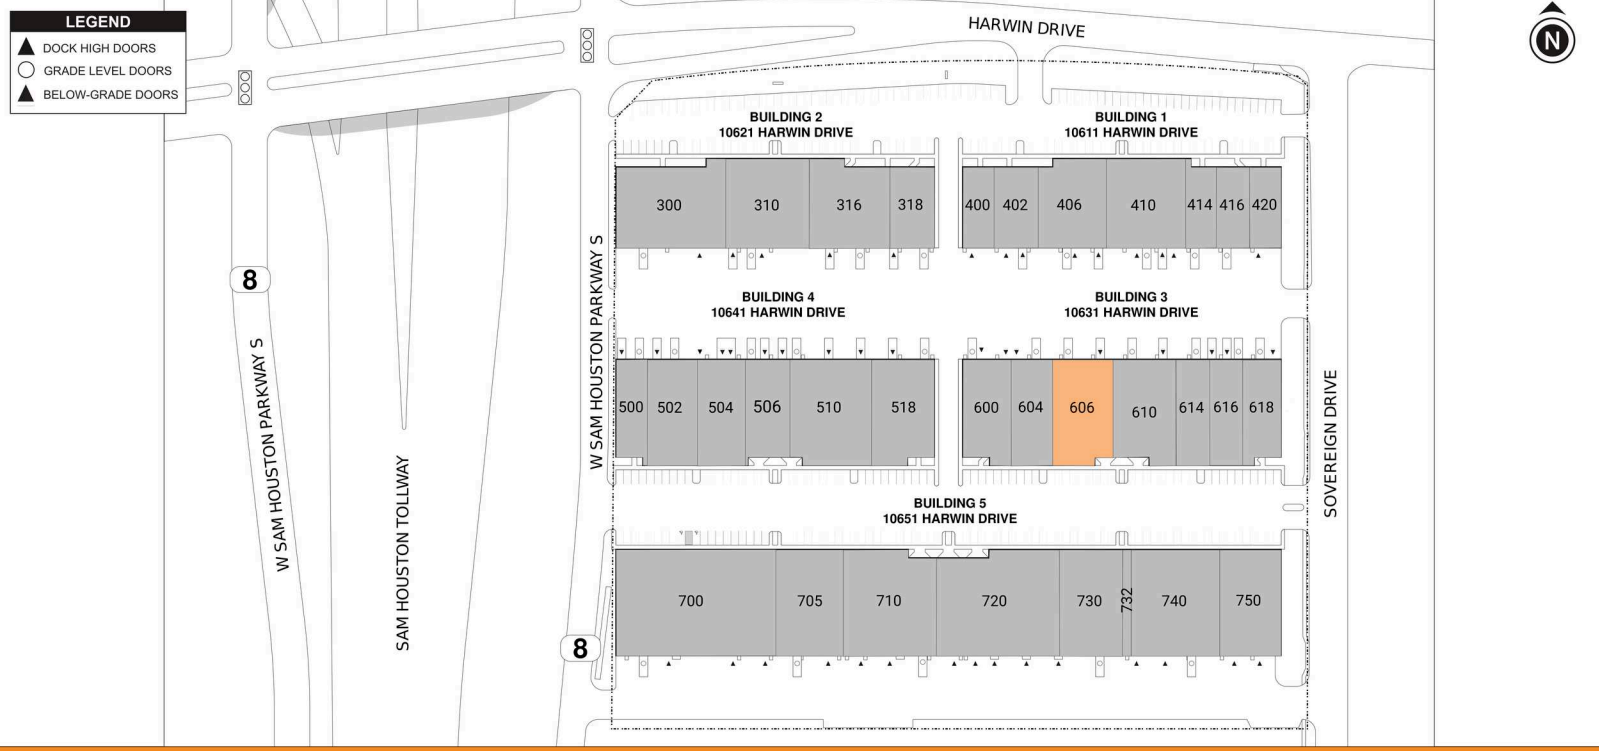 LEGEND
DOCK HIGH DOORS
GRADE LEVEL DOORS
BELOW-GRADE DOORS
HARWIN DRIVE
N
BUILDING 2
10621 HARWIN DRIVE
BUILDING 1
10611 HARWIN DRIVE
300 310 316 318
400 402 406 410 414 416 420
8
W SAM HOUSTON PARKWAY S
BUILDING 4
10641 HARWIN DRIVE
BUILDING 3
10631 HARWIN DRIVE
500 502 504 506 510 518
600 604 606 610 614 616 618
W SAM HOUSTON PARKWAY S
SAM HOUSTON TOLLWAY
SOVEREIGN DRIVE
BUILDING 5
10651 HARWIN DRIVE
700 705 710 720 730 732 740 750
8